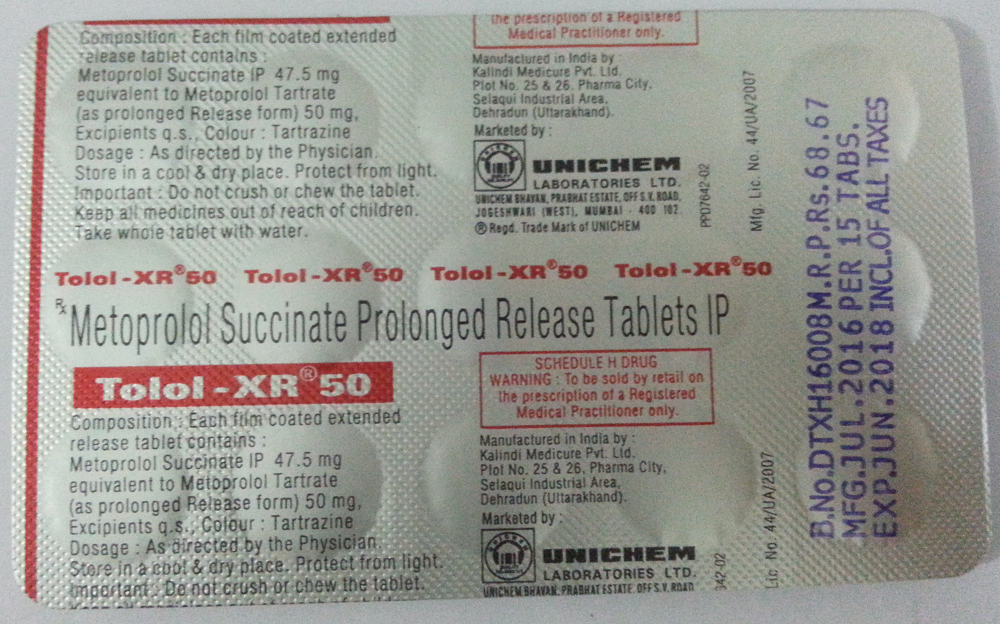 Composition : Each film coated extended
release tablet contains :
Metoprolol Succinate IP 47.5 mg
equivalent to Metoprolol Tartrate
(as prolonged Release form) 50 mg,
Excipients q.s., Colour : Tartrazine
Dosage : As directed by the Physician.
Store in a cool & dry place. Protect from light.
Important : Do not crush or chew the tablet.
Keep all medicines out of reach of children.
Take whole tablet with water.
the prescription of a Registered
Medical Practitioner only.
Manufactured in India by :
Kalindi Medicure Pvt. Ltd.
Plot No. 25 & 26, Pharma City,
Selaqui Industrial Area,
Dehradun (Uttarakhand).
Marketed by :
UNICHEM
LABORATORIES LTD.
UNICHEM BHAVAN, PRABHAT ESTATE, OFF S.V. ROAD,
JOGESHWARI (WEST), MUMBAI - 400 102.
® Regd. Trade Mark of UNICHEM
PP07642-02
Mfg. Lic. No. 44/UA/2007
Tolol-XR®50 Tolol-XR®50 Tolol-XR®50 Tolol-XR®50
Rx Metoprolol Succinate Prolonged Release Tablets IP
Tolol-XR®50
Composition : Each film coated extended
release tablet contains :
Metoprolol Succinate IP 47.5 mg
equivalent to Metoprolol Tartrate
(as prolonged Release form) 50 mg,
Excipients q.s., Colour : Tartrazine
Dosage : As directed by the Physician.
Store in a cool & dry place. Protect from light.
Important : Do not crush or chew the tablet.
SCHEDULE H DRUG
WARNING : To be sold by retail on
the prescription of a Registered
Medical Practitioner only.
Manufactured in India by :
Kalindi Medicure Pvt. Ltd.
Plot No. 25 & 26, Pharma City,
Selaqui Industrial Area,
Dehradun (Uttarakhand).
Marketed by :
UNICHEM
LABORATORIES LTD.
UNICHEM BHAVAN, PRABHAT ESTATE, OFF S.V. ROAD
642-02
Lic No. 44/UA/2007
B.No.DTXH16008M.R.P.Rs.68.67
MFG.JUL.2016 PER 15 TABS.
EXP.JUN.2018 INCL.OF ALL TAXES